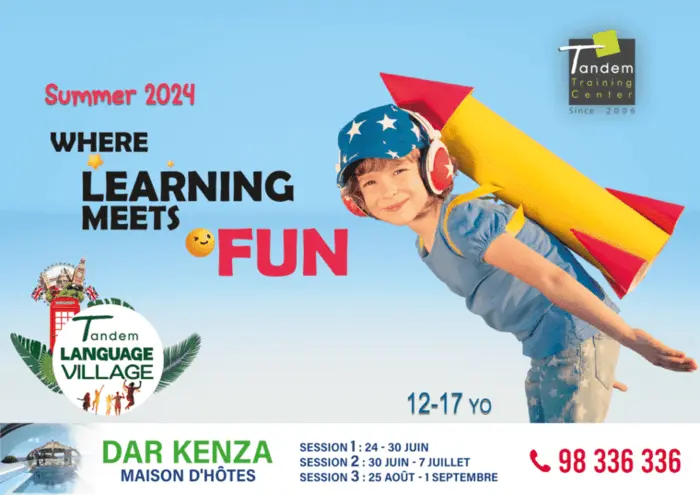 Summer 2024
WHERE
LEARNING
MEETS
FUN
Tandem
Training
Center
Since 2006
Tandem
LANGUAGE
VILLAGE
12-17 YO
DAR KENZA
MAISON D'HÔTES
SESSION 1 : 24 - 30 JUIN
SESSION 2 : 30 JUIN - 7 JUILLET
SESSION 3 : 25 AOÛT - 1 SEPTEMBRE
98 336 336